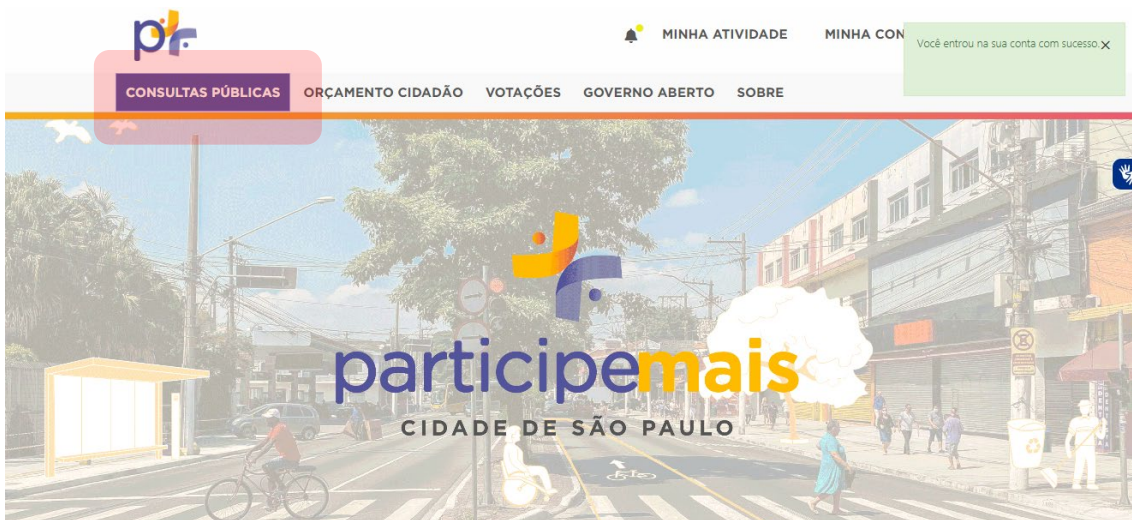 MINHA ATIVIDADE MINHA CON
Você entrou na sua conta com sucesso. X
CONSULTAS PÚBLICAS ORÇAMENTO CIDADÃO VOTAÇÕES GOVERNO ABERTO SOBRE
participemais
CIDADE DE SÃO PAULO